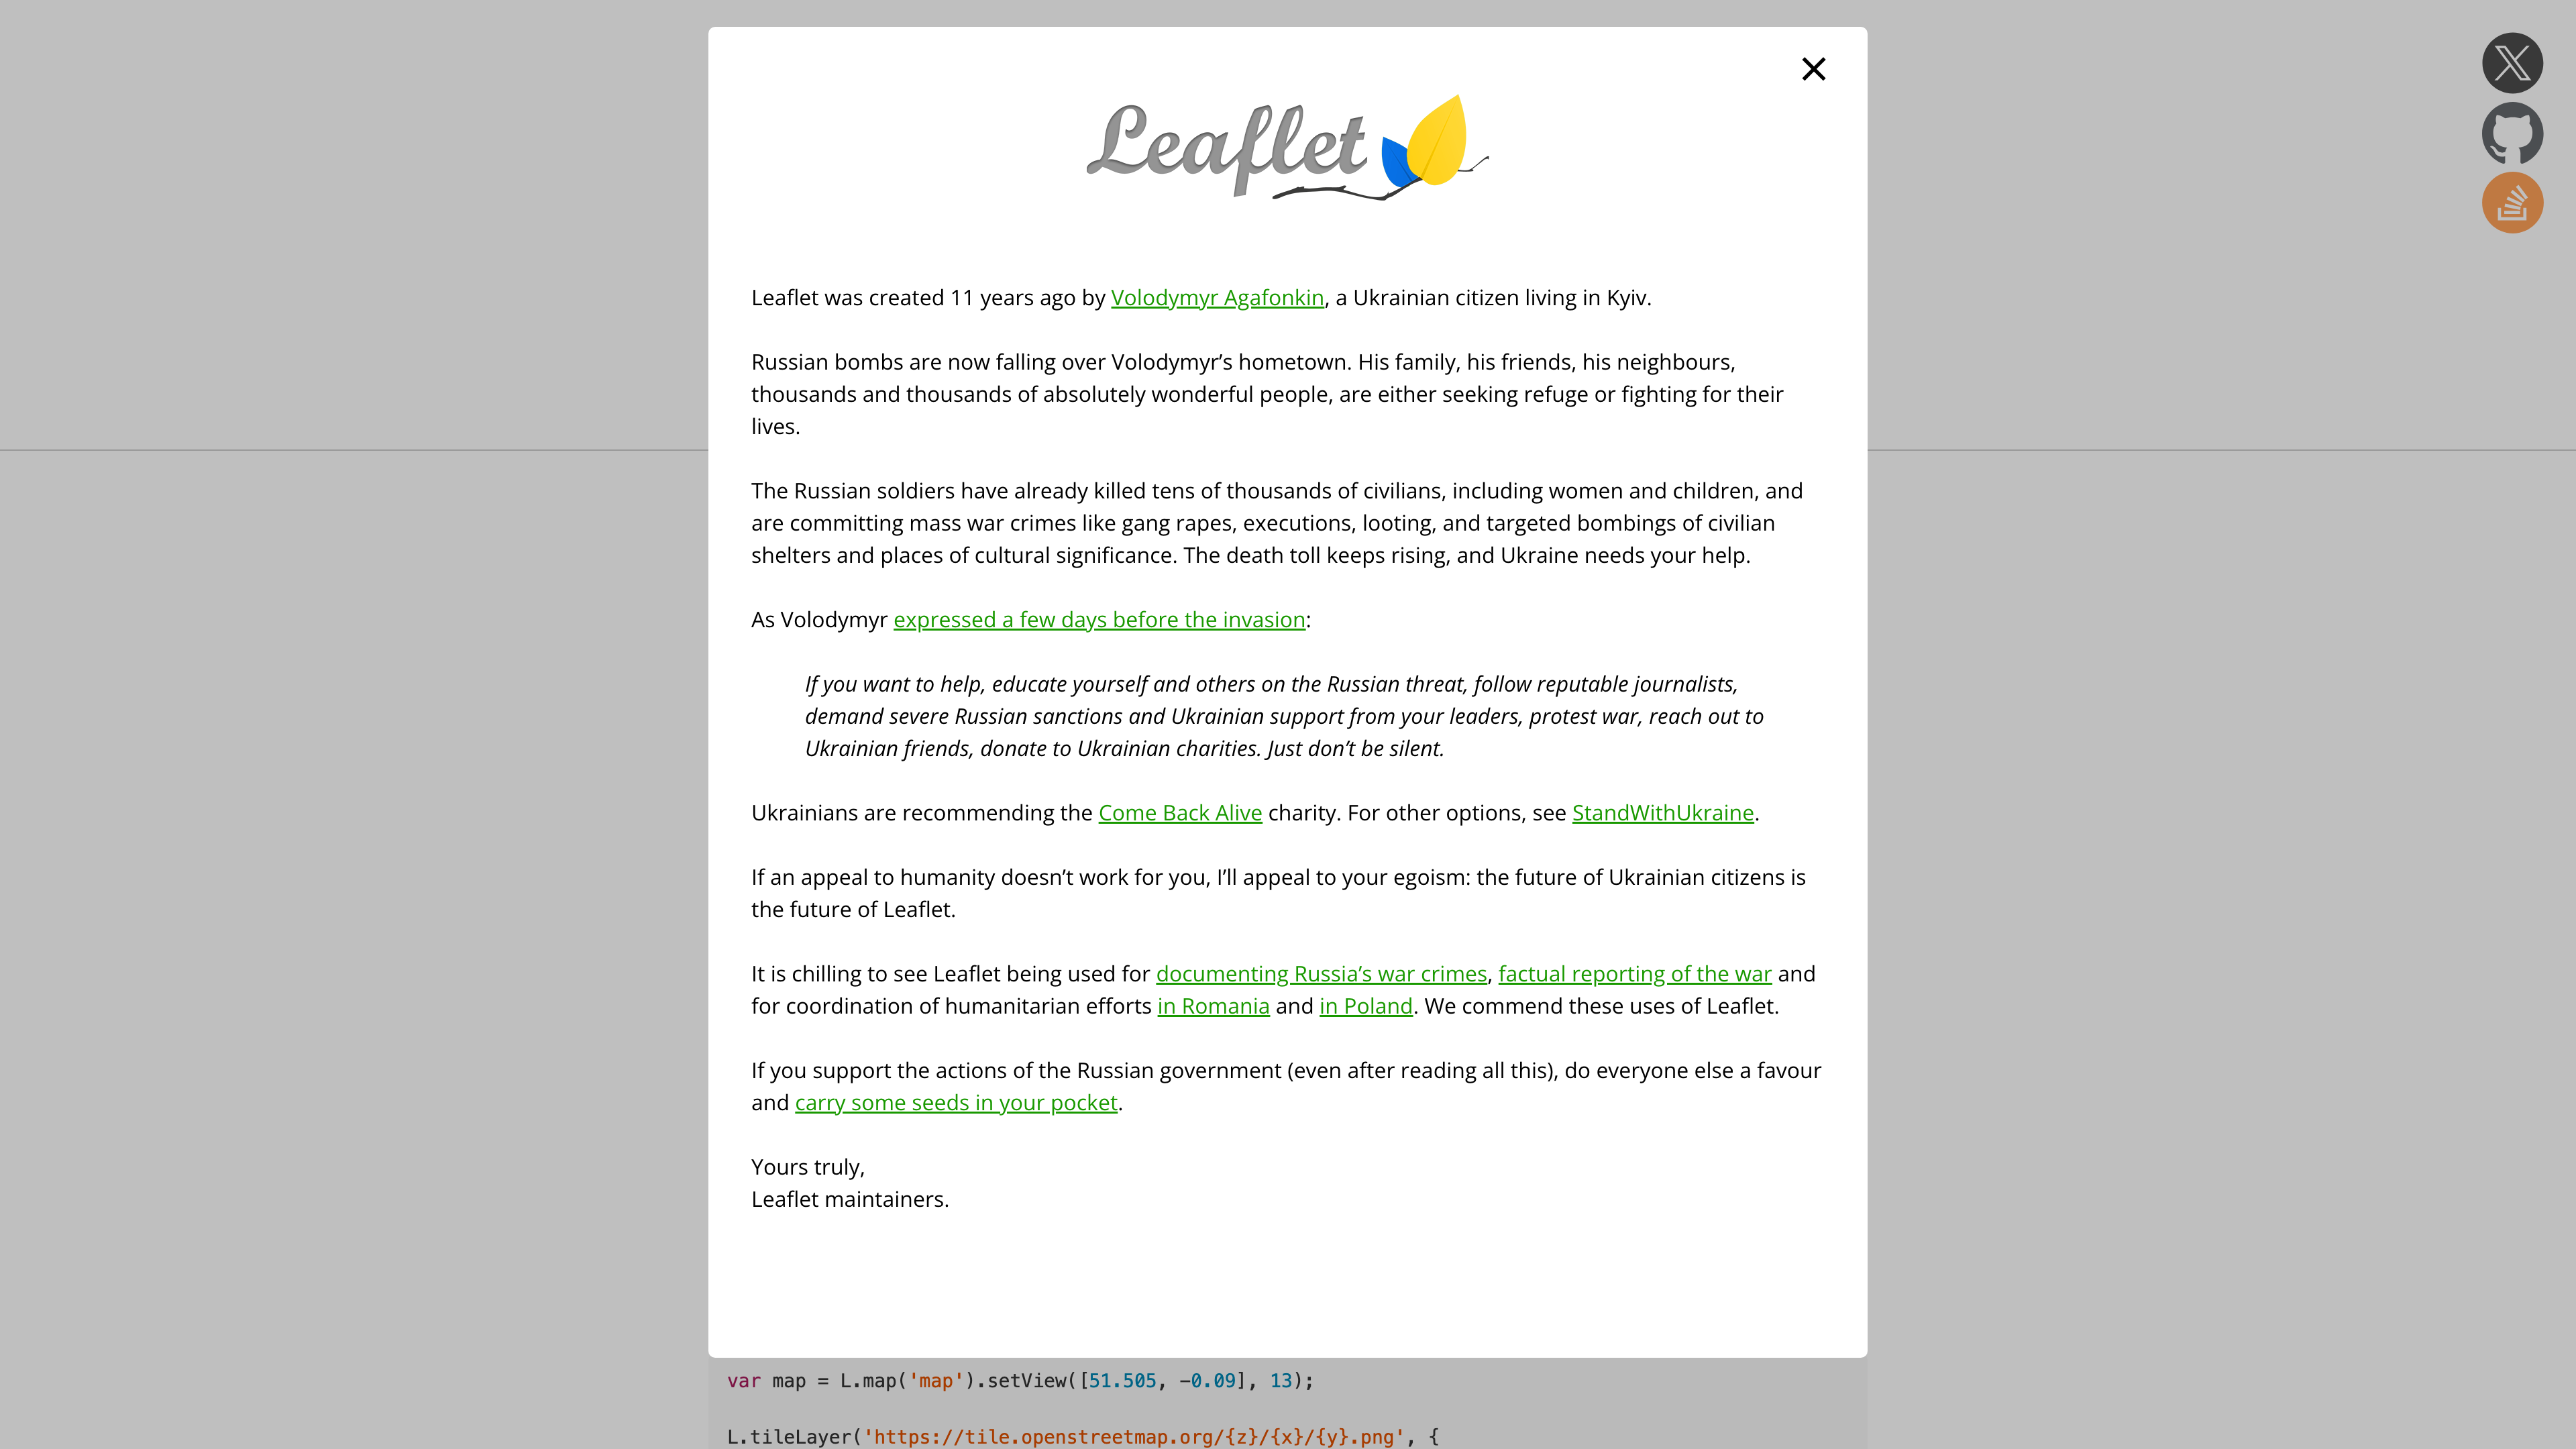 Leaflet
Leaflet was created 11 years ago by Volodymyr Agafonkin, a Ukrainian citizen living in Kyiv.
Russian bombs are now falling over Volodymyr’s hometown. His family, his friends, his neighbours,
thousands and thousands of absolutely wonderful people, are either seeking refuge or fighting for their
lives.
The Russian soldiers have already killed tens of thousands of civilians, including women and children, and
are committing mass war crimes like gang rapes, executions, looting, and targeted bombings of civilian
shelters and places of cultural significance. The death toll keeps rising, and Ukraine needs your help.
As Volodymyr expressed a few days before the invasion:
If you want to help, educate yourself and others on the Russian threat, follow reputable journalists,
demand severe Russian sanctions and Ukrainian support from your leaders, protest war, reach out to
Ukrainian friends, donate to Ukrainian charities. Just don’t be silent.
Ukrainians are recommending the Come Back Alive charity. For other options, see StandWithUkraine.
If an appeal to humanity doesn’t work for you, I’ll appeal to your egoism: the future of Ukrainian citizens is
the future of Leaflet.
It is chilling to see Leaflet being used for documenting Russia’s war crimes, factual reporting of the war and
for coordination of humanitarian efforts in Romania and in Poland. We commend these uses of Leaflet.
If you support the actions of the Russian government (even after reading all this), do everyone else a favour
and carry some seeds in your pocket.
Yours truly,
Leaflet maintainers.
var map = L.map('map').setView([51.505, -0.09], 13);
L.tileLayer('https://tile.openstreetmap.org/{z}/{x}/{y}.png', {